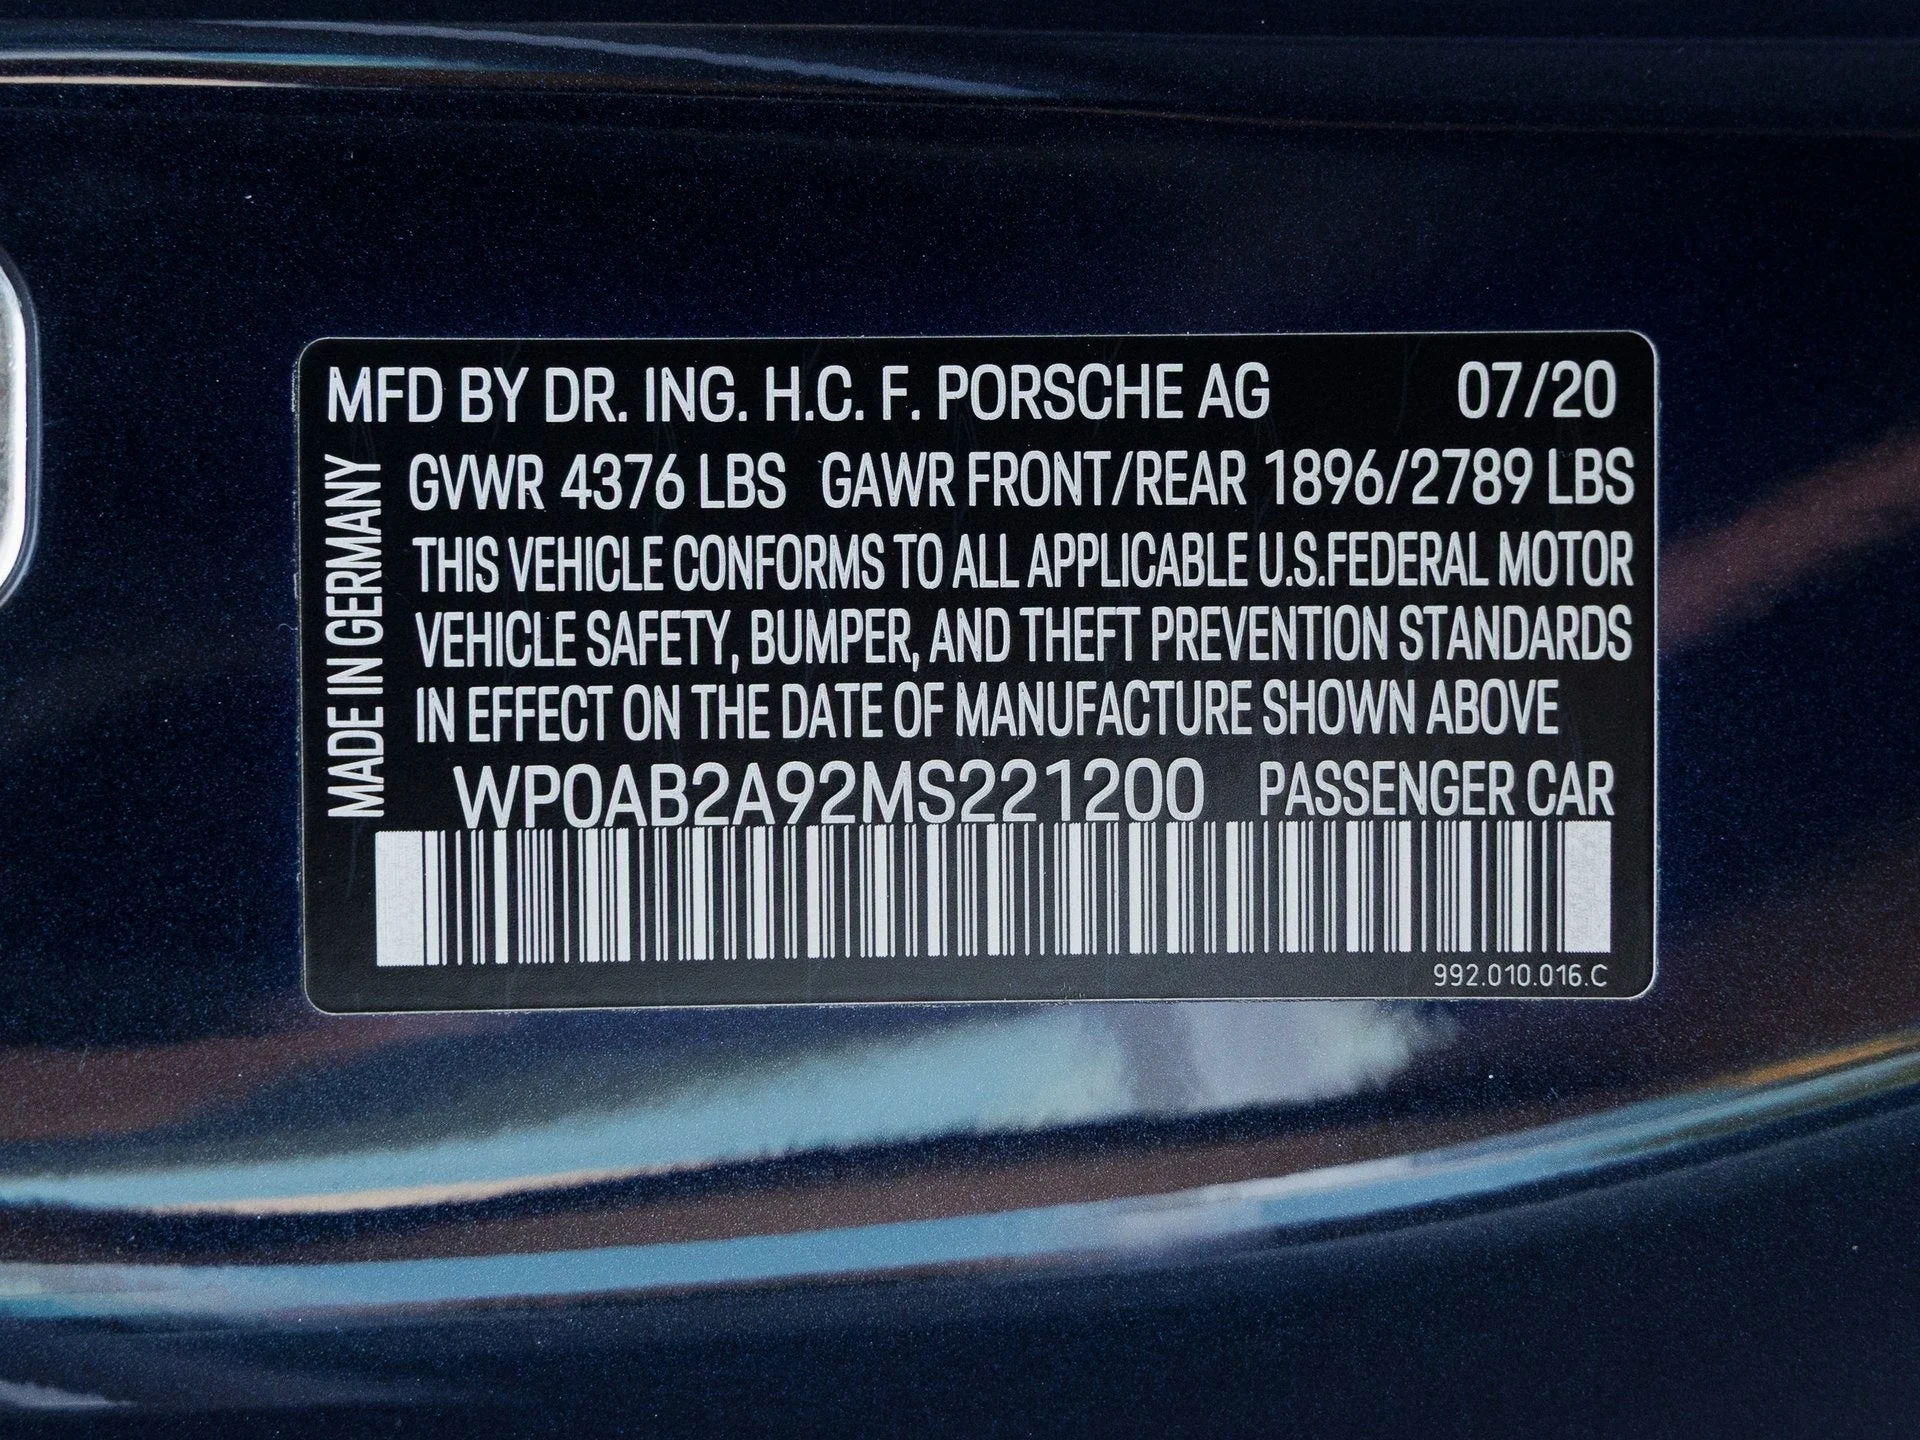 MFD BY DR. ING. H.C. F. PORSCHE AG 07/20
GVWR 4376 LBS GAWR FRONT/REAR 1896/2789 LBS
THIS VEHICLE CONFORMS TO ALL APPLICABLE U.S.FEDERAL MOTOR
VEHICLE SAFETY, BUMPER, AND THEFT PREVENTION STANDARDS
IN EFFECT ON THE DATE OF MANUFACTURE SHOWN ABOVE
WP0AB2A92MS221200 PASSENGER CAR
992.010.016.C
MADE IN GERMANY